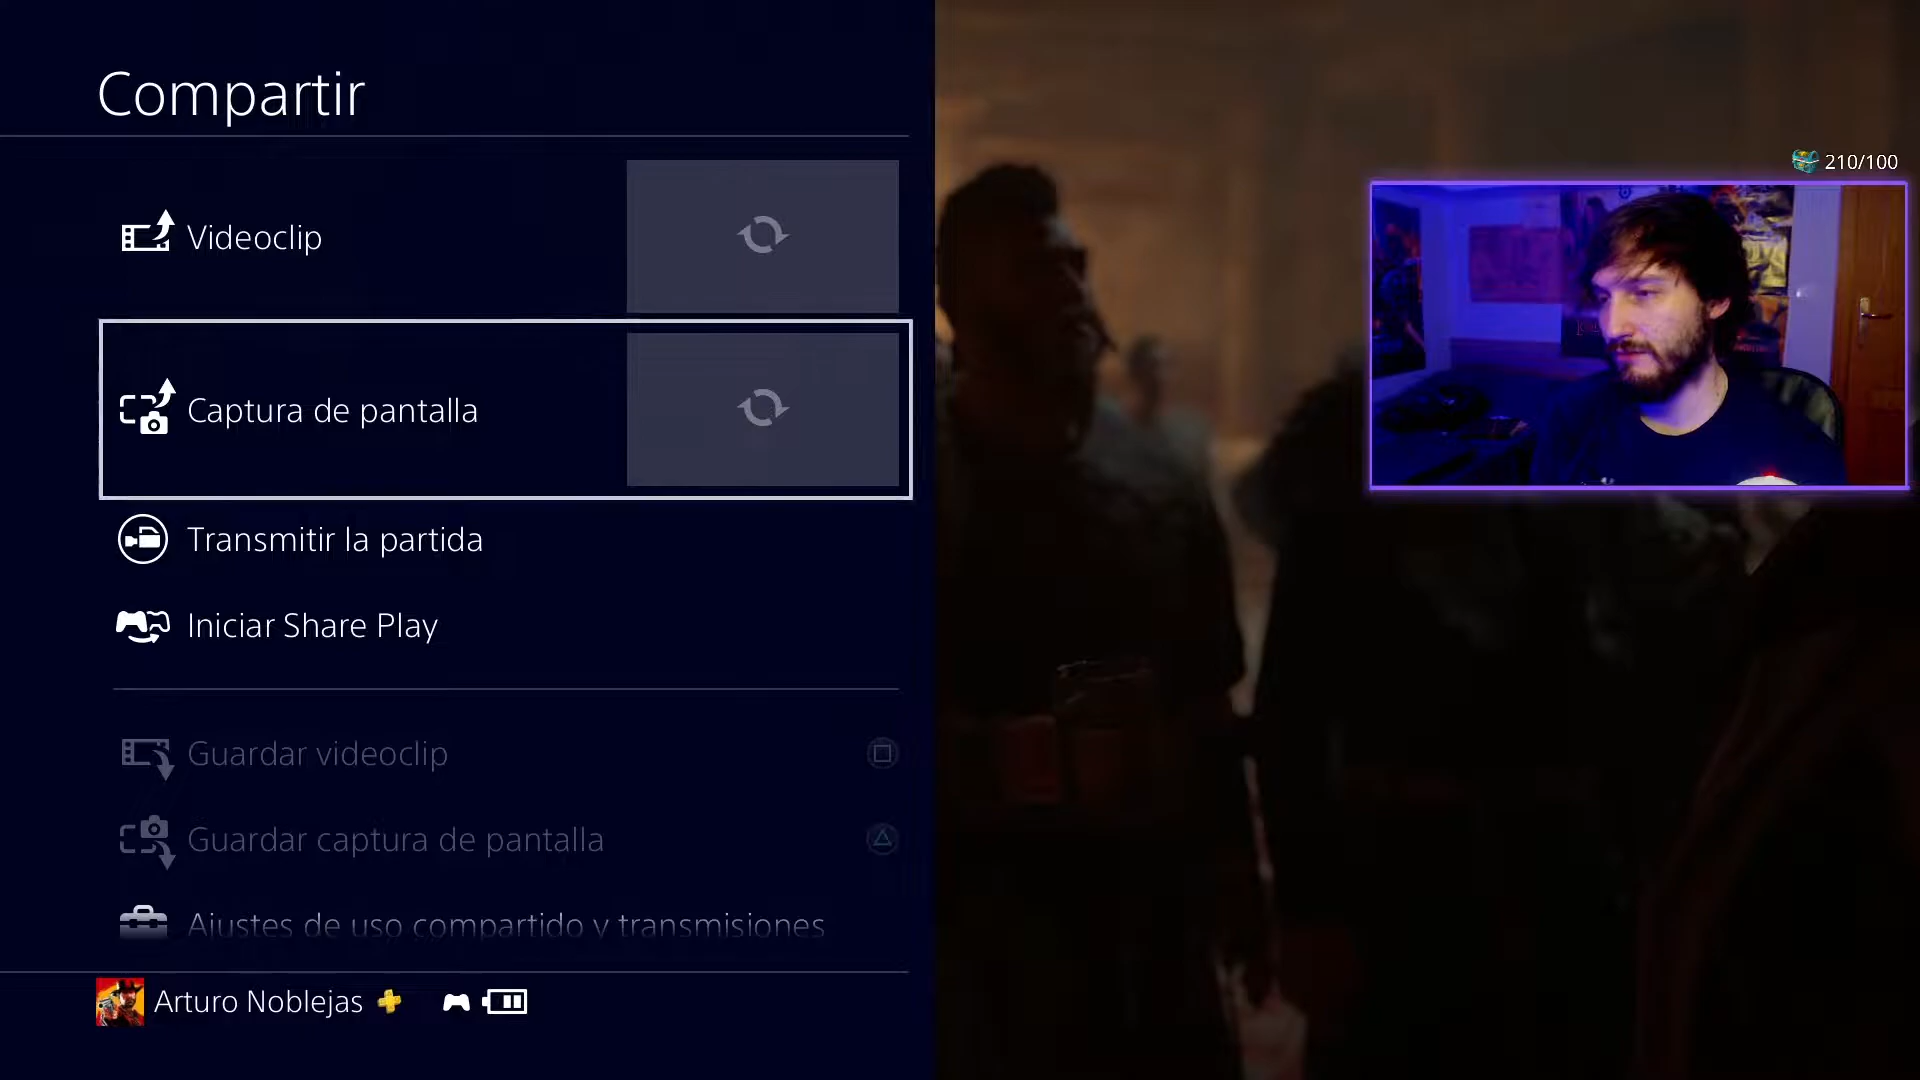 Compartir
210/100
Videoclip
Captura de pantalla
Transmitir la partida
Iniciar Share Play
Guardar videoclip
Guardar captura de pantalla
Ajustes de uso compartido y transmisiones
Arturo Noblejas